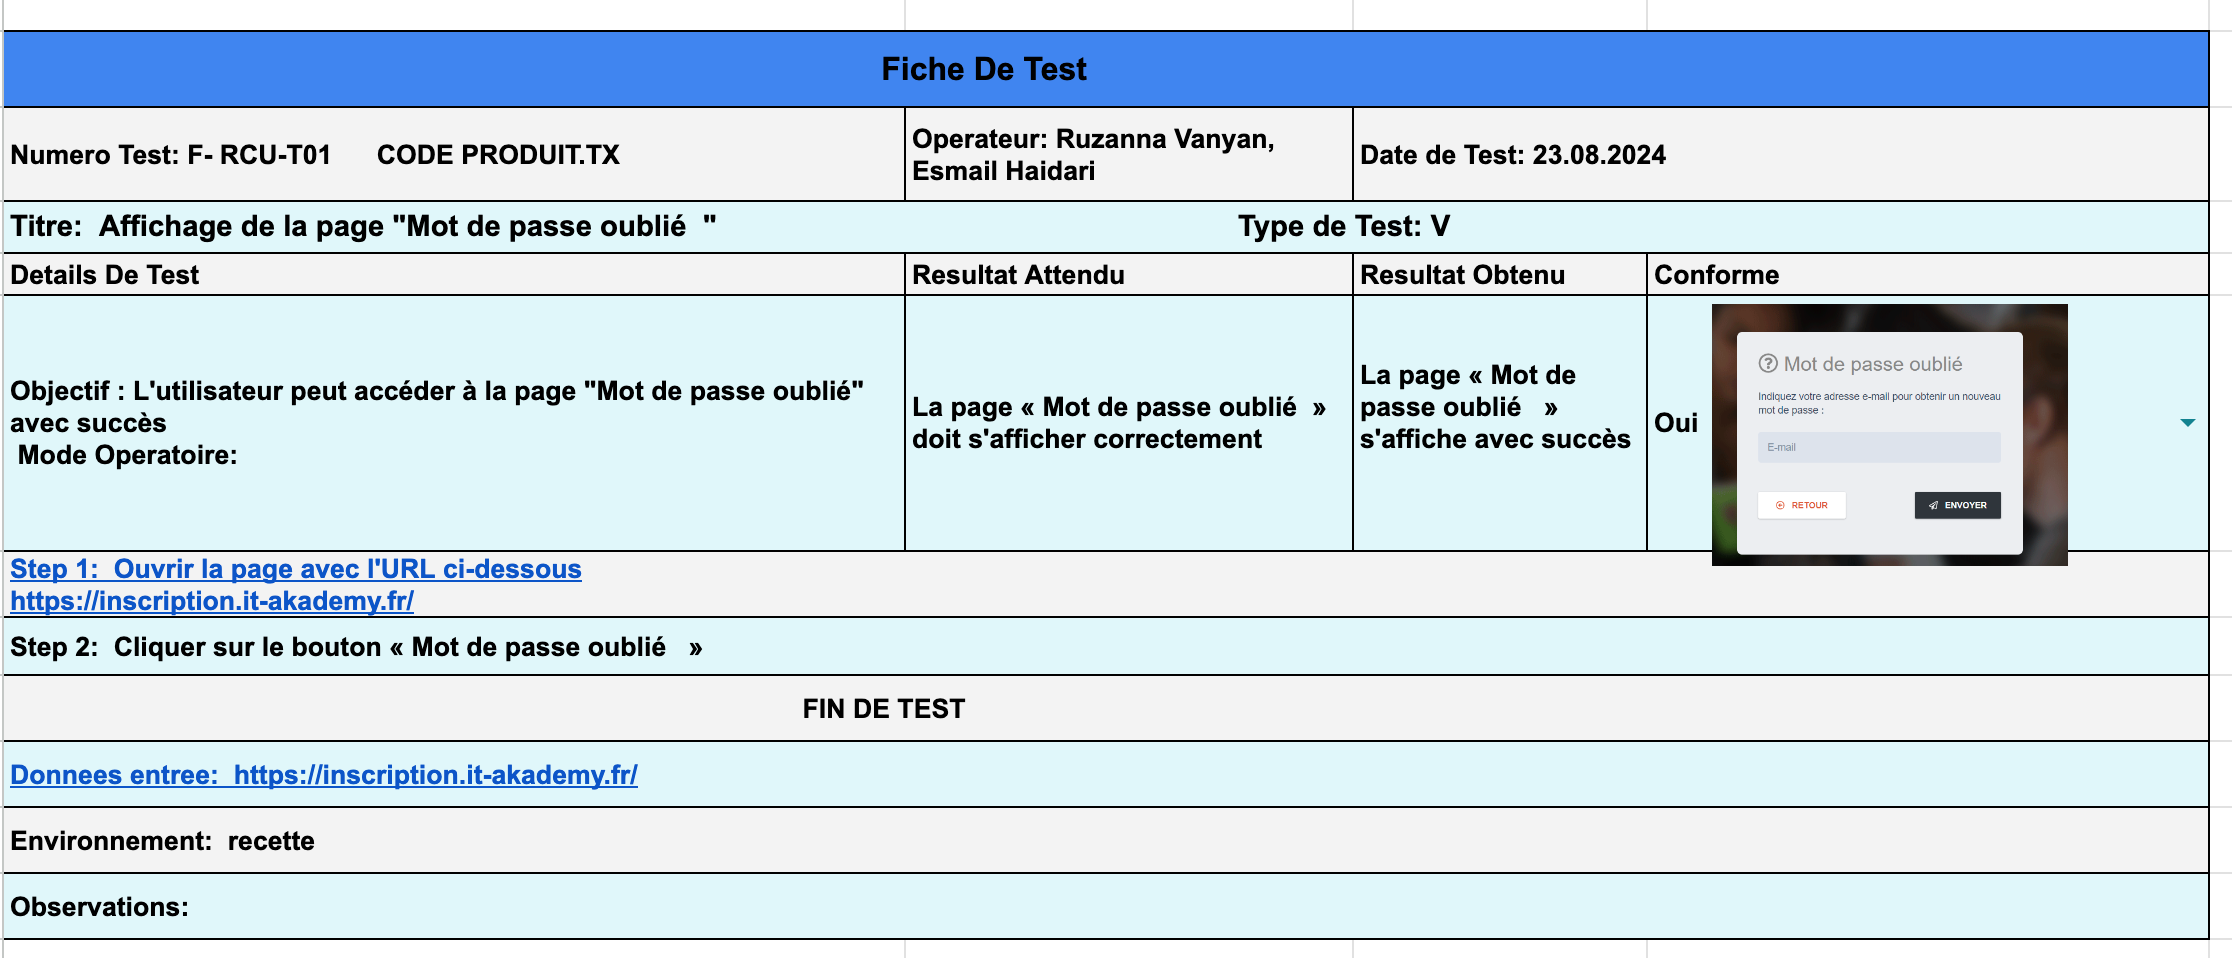 Fiche De Test
Numero Test: F- RCU-T01 CODE PRODUIT.TX
Operateur: Ruzanna Vanyan,
Esmail Haidari
Date de Test: 23.08.2024
Titre: Affichage de la page "Mot de passe oublié "
Type de Test: V
Details De Test
Resultat Attendu
Resultat Obtenu
Conforme
Objectif : L'utilisateur peut accéder à la page "Mot de passe oublié"
avec succès
Mode Operatoire:
La page « Mot de passe oublié »
doit s'afficher correctement
La page « Mot de
passe oublié »
s'affiche avec succès
Oui
Mot de passe oublié
Indiquez votre adresse e-mail pour obtenir un nouveau
mot de passe :
E-mail
RETOUR
ENVOYER
Step 1: Ouvrir la page avec l'URL ci-dessous
https://inscription.it-akademy.fr/
Step 2: Cliquer sur le bouton « Mot de passe oublié »
FIN DE TEST
Donnees entree: https://inscription.it-akademy.fr/
Environnement: recette
Observations: